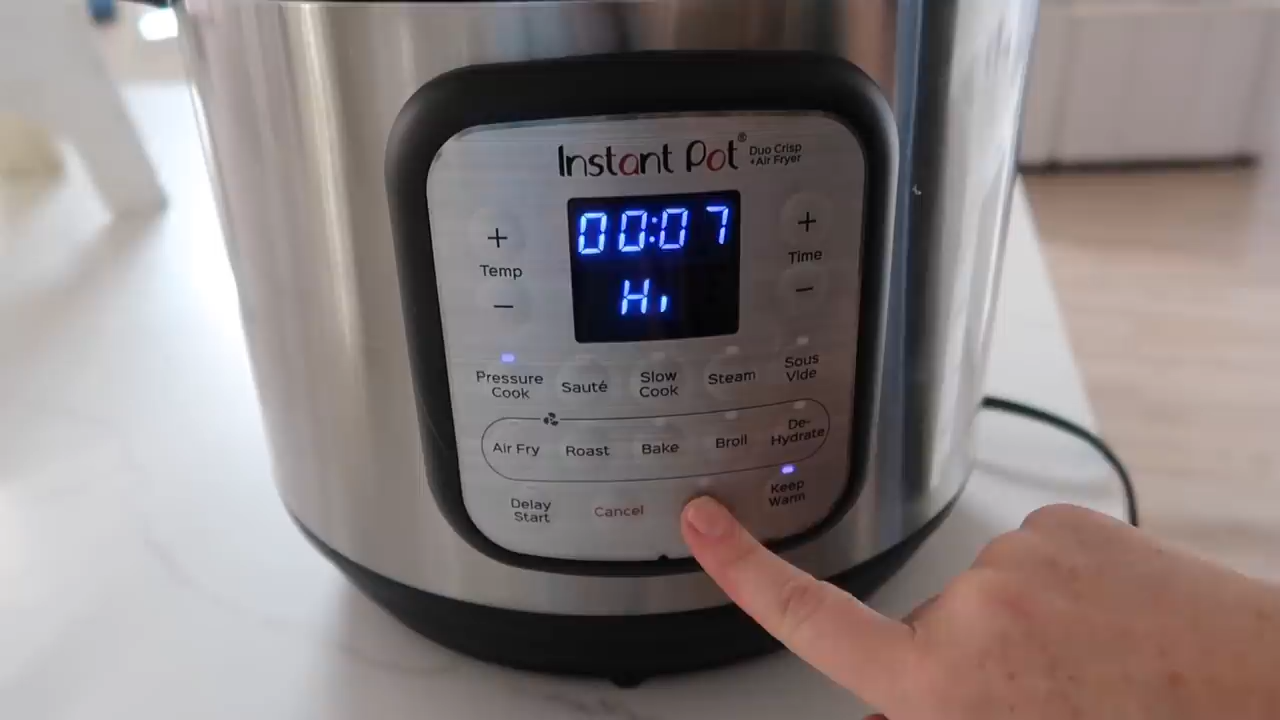 Instant Pot®
Duo Crisp
+Air Fryer
00:07
Hi
+
Temp
−
+
Time
−
Pressure
Cook
Sauté
Slow
Cook
Steam
Sous
Vide
Air Fry
Roast
Bake
Broil
De-
Hydrate
Delay
Start
Cancel
Keep
Warm